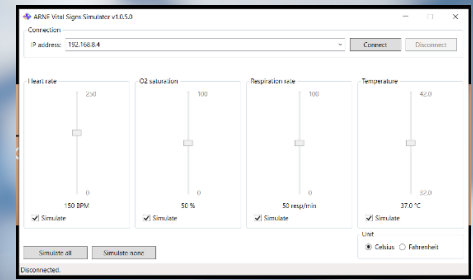 ARNE Vital Signs Simulator v1.0.5.0
Connection
IP address: 192.168.8.4 Connect Disconnect
Heart rate O2 saturation Respiration rate Temperature
250 100 100 42.0
0 0 0 32.0
150 BPM 50 % 50 resp/min 37.0 °C
Simulate Simulate Simulate Simulate
Unit
Celsius Fahrenheit
Simulate all Simulate none
Disconnected.